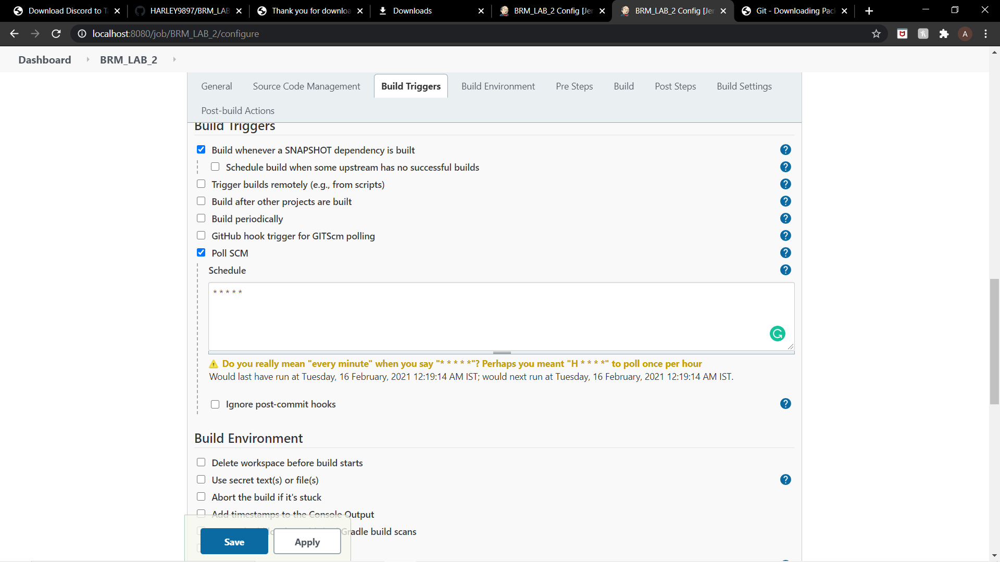 Download Discord to T
HARLEY9897/BRM_LAB
Thank you for downloa
Downloads
BRM_LAB_2 Config [Jer
BRM_LAB_2 Config [Jer
Git - Downloading Pac
localhost:8080/job/BRM_LAB_2/configure
A
Dashboard
BRM_LAB_2
General
Source Code Management
Build Triggers
Build Environment
Pre Steps
Build
Post Steps
Build Settings
Post-build Actions
Build Triggers
Build whenever a SNAPSHOT dependency is built
Schedule build when some upstream has no successful builds
Trigger builds remotely (e.g., from scripts)
Build after other projects are built
Build periodically
GitHub hook trigger for GITScm polling
Poll SCM
Schedule
* * * * *
Do you really mean "every minute" when you say "* * * * *"? Perhaps you meant "H * * * *" to poll once per hour
Would last have run at Tuesday, 16 February, 2021 12:19:14 AM IST; would next run at Tuesday, 16 February, 2021 12:19:14 AM IST.
Ignore post-commit hooks
Build Environment
Delete workspace before build starts
Use secret text(s) or file(s)
Abort the build if it's stuck
Add timestamps to the Console Output
Gradle build scans
Save
Apply